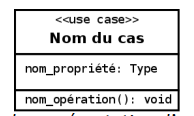 <<use case>>
Nom du cas
nom_propriété: Type
nom_opération(): void